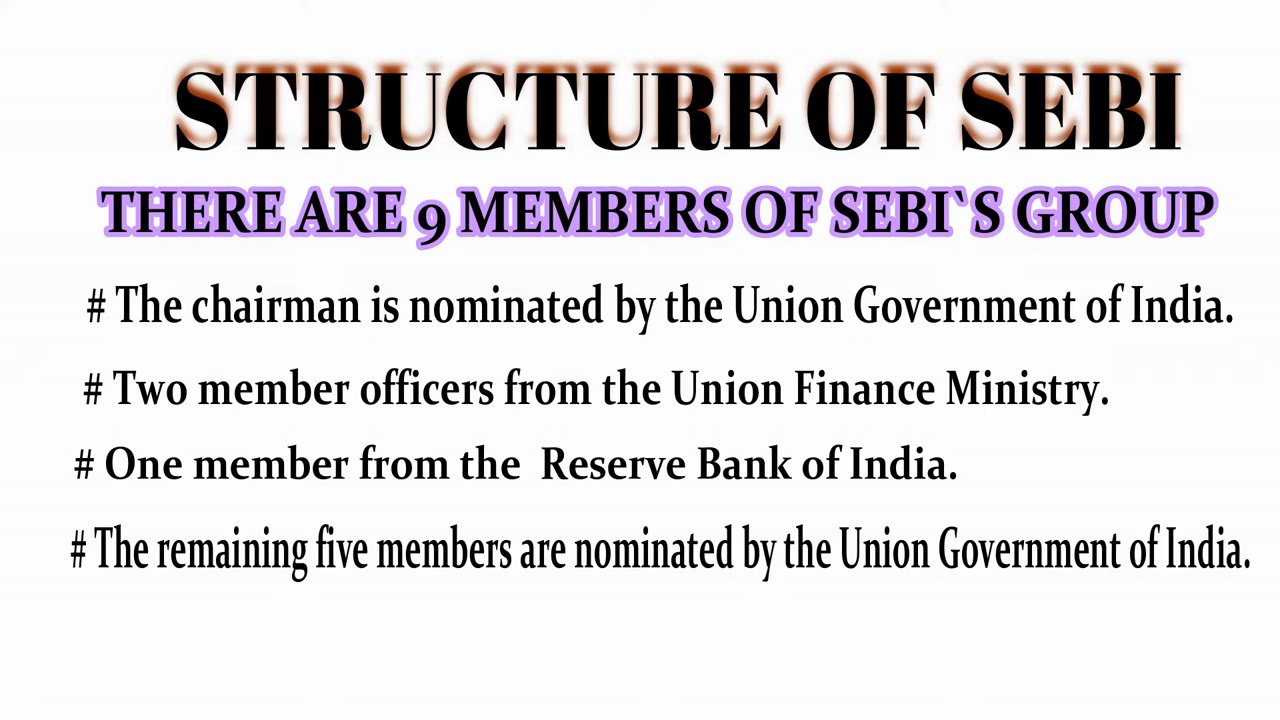 STRUCTURE OF SEBI
THERE ARE 9 MEMBERS OF SEBI`S GROUP
# The chairman is nominated by the Union Government of India.
# Two member officers from the Union Finance Ministry.
# One member from the  Reserve Bank of India.
# The remaining five members are nominated by the Union Government of India.